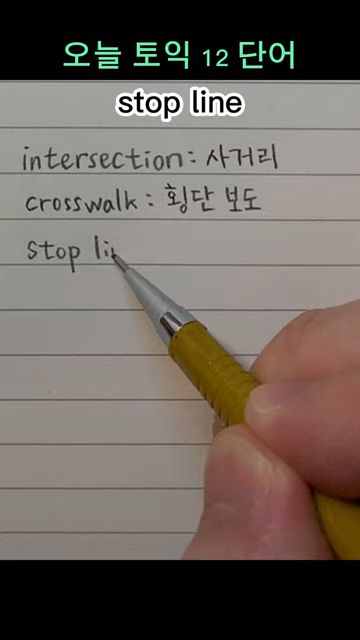 오늘 토익 12 단어
stop line
intersection: 사거리
crosswalk: 횡단 보도
stop li